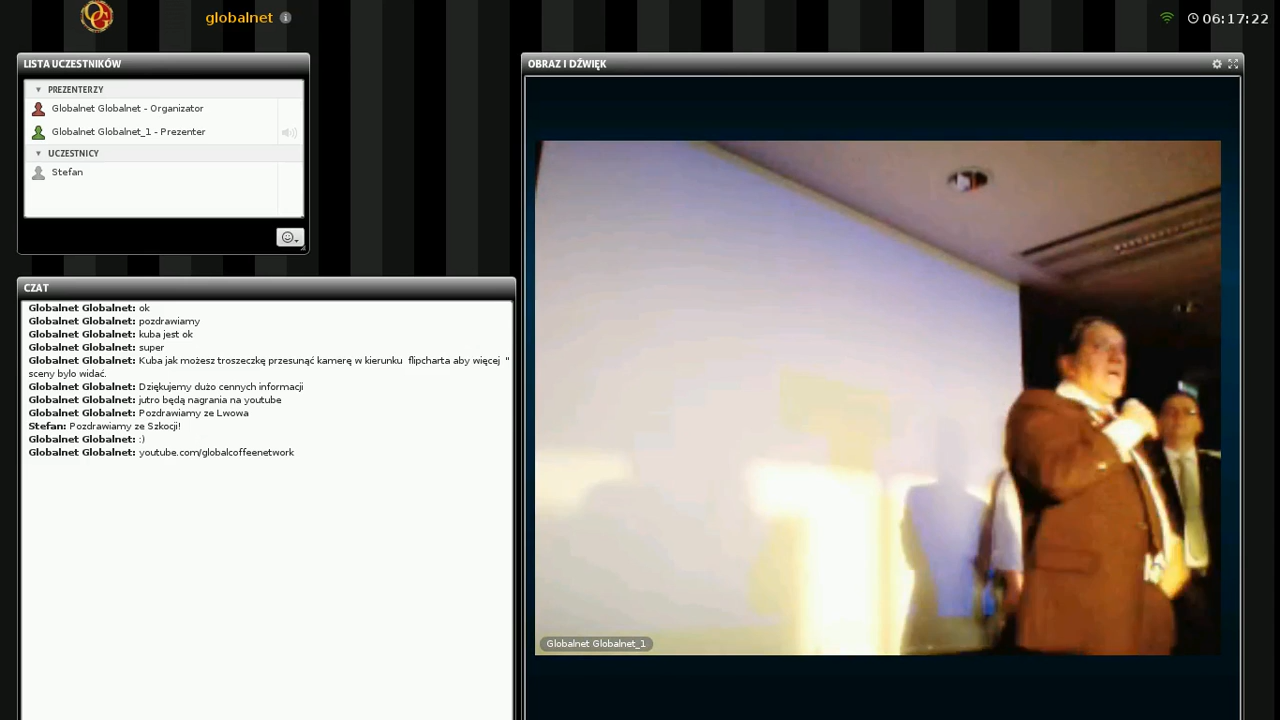 OG
globalnet
06:17:22
LISTA UCZESTNIKÓW
PREZENTERZY
Globalnet Globalnet - Organizator
Globalnet Globalnet_1 - Prezenter
UCZESTNICY
Stefan
CZAT
Globalnet Globalnet: ok
Globalnet Globalnet: pozdrawiamy
Globalnet Globalnet: kuba jest ok
Globalnet Globalnet: super
Globalnet Globalnet: Kuba jak możesz troszeczkę przesunąć kamerę w kierunku flipcharta aby więcej "
sceny bylo widać.
Globalnet Globalnet: Dziękujemy dużo cennych informacji
Globalnet Globalnet: jutro będą nagrania na youtube
Globalnet Globalnet: Pozdrawiamy ze Lwowa
Stefan: Pozdrawiamy ze Szkocji!
Globalnet Globalnet: :)
Globalnet Globalnet: youtube.com/globalcoffeenetwork
OBRAZ I DŹWIĘK
Globalnet Globalnet_1